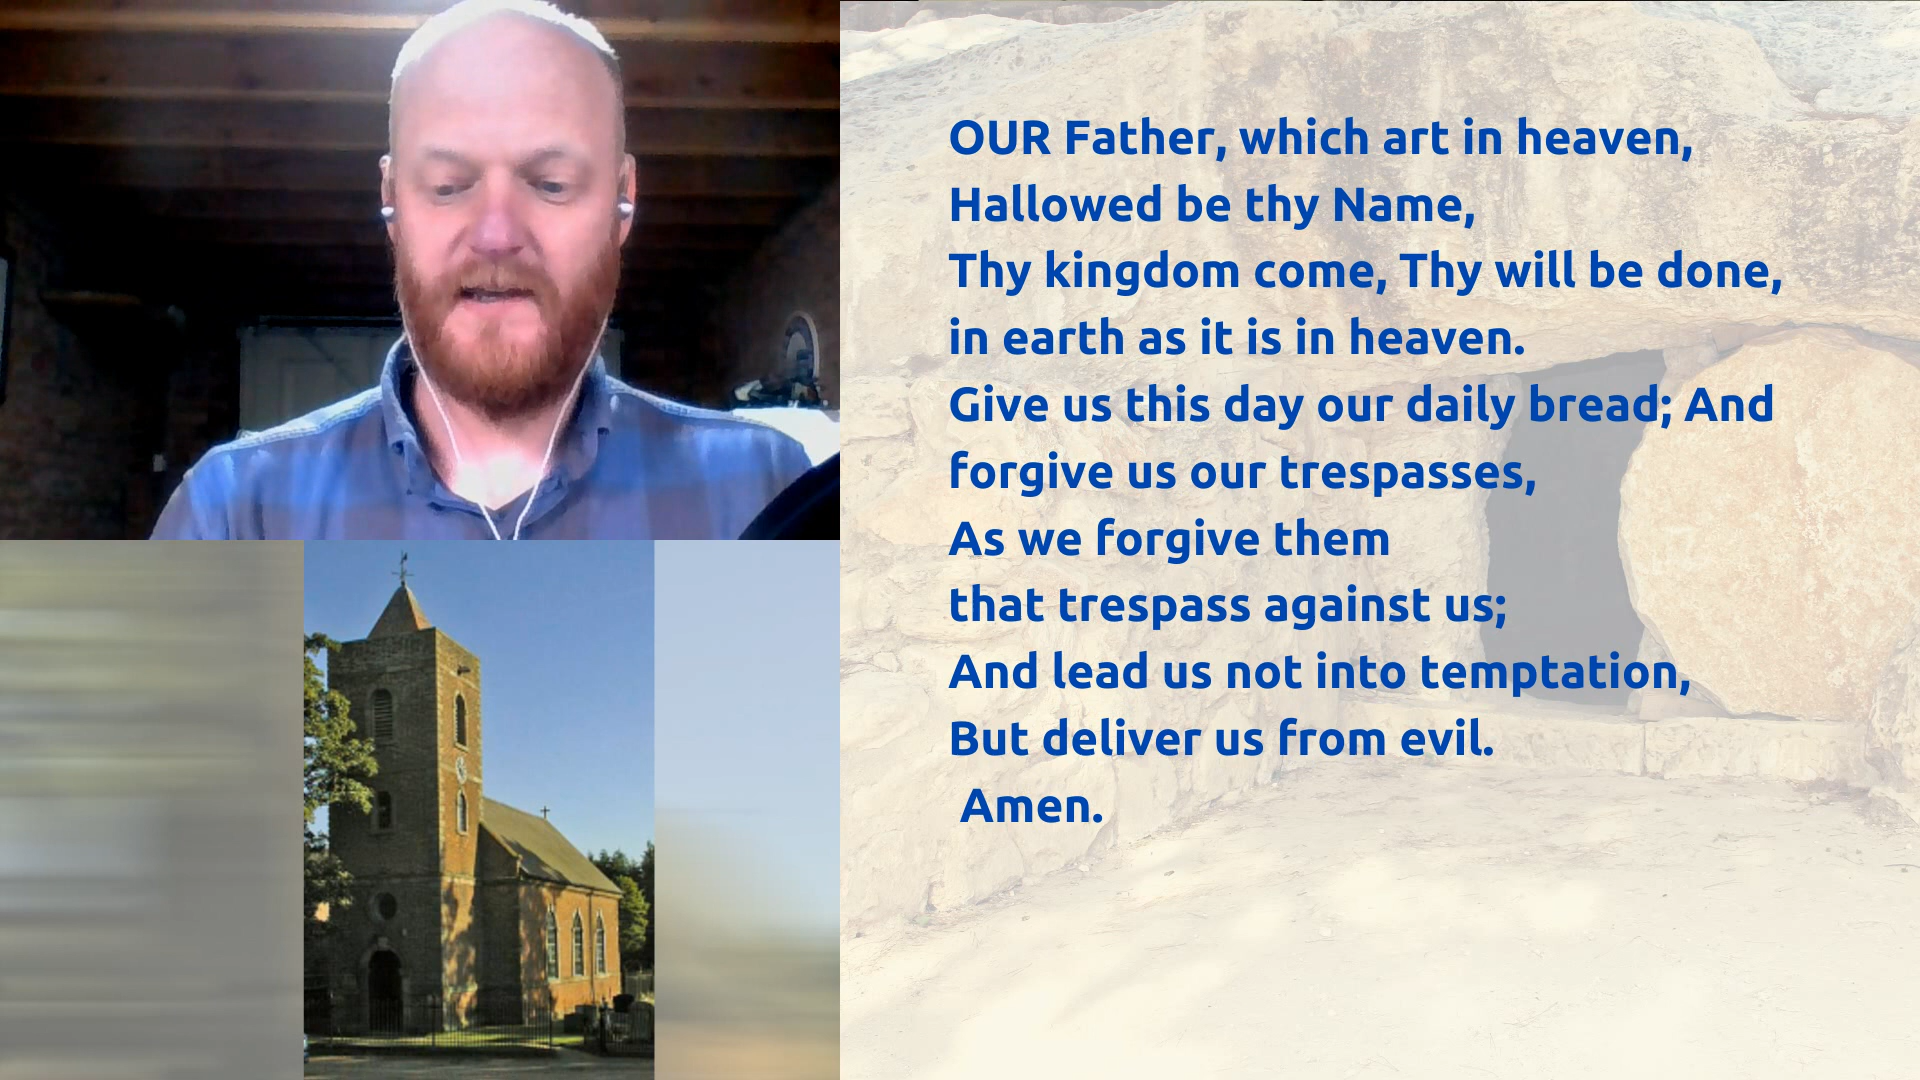 OUR Father, which art in heaven,
Hallowed be thy Name,
Thy kingdom come, Thy will be done,
in earth as it is in heaven.
Give us this day our daily bread; And
forgive us our trespasses,
As we forgive them
that trespass against us;
And lead us not into temptation,
But deliver us from evil.
Amen.